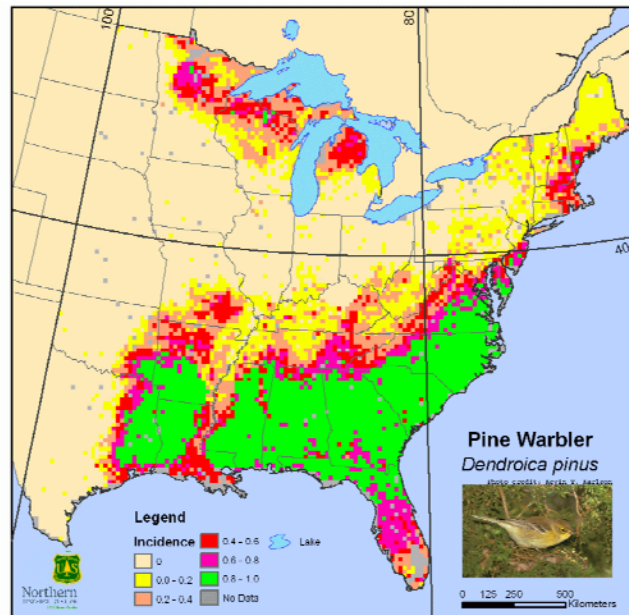 100
80
40
Pine Warbler
Dendroica pinus
Legend
Incidence
0
0.0 - 0.2
0.2 - 0.4
0.4 - 0.6
0.6 - 0.8
0.8 - 1.0
No Data
Lake
Northern
0 125 250 500
Kilometers